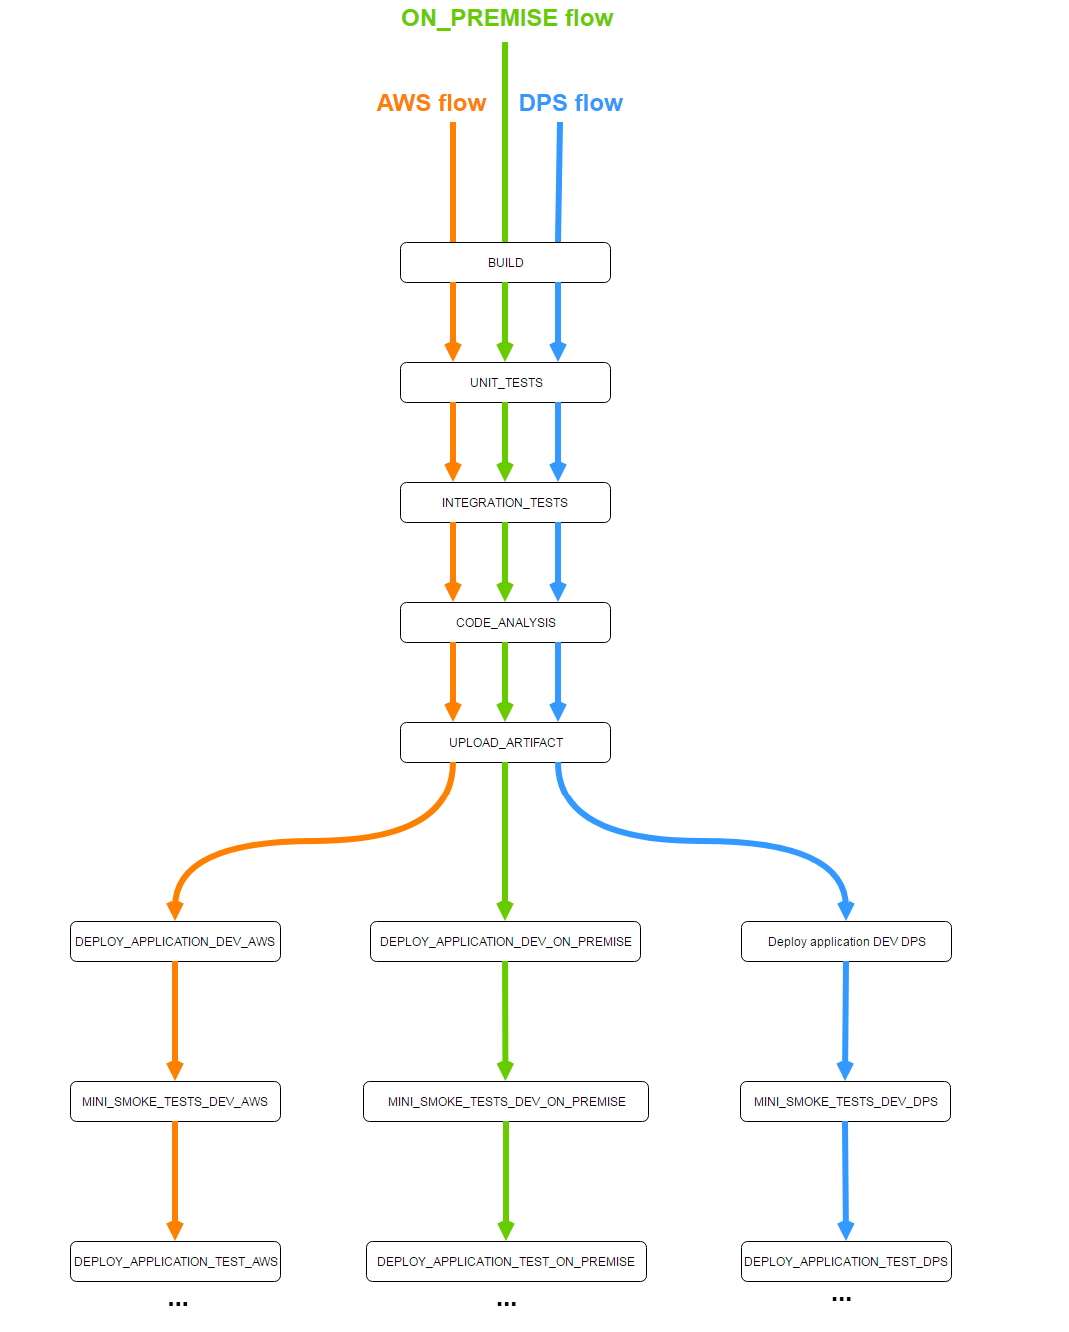 ON_PREMISE flow
AWS flow
DPS flow
BUILD
UNIT_TESTS
INTEGRATION_TESTS
CODE_ANALYSIS
UPLOAD_ARTIFACT
DEPLOY_APPLICATION_DEV_AWS
DEPLOY_APPLICATION_DEV_ON_PREMISE
Deploy application DEV DPS
MINI_SMOKE_TESTS_DEV_AWS
MINI_SMOKE_TESTS_DEV_ON_PREMISE
MINI_SMOKE_TESTS_DEV_DPS
DEPLOY_APPLICATION_TEST_AWS
DEPLOY_APPLICATION_TEST_ON_PREMISE
DEPLOY_APPLICATION_TEST_DPS
...
...
...